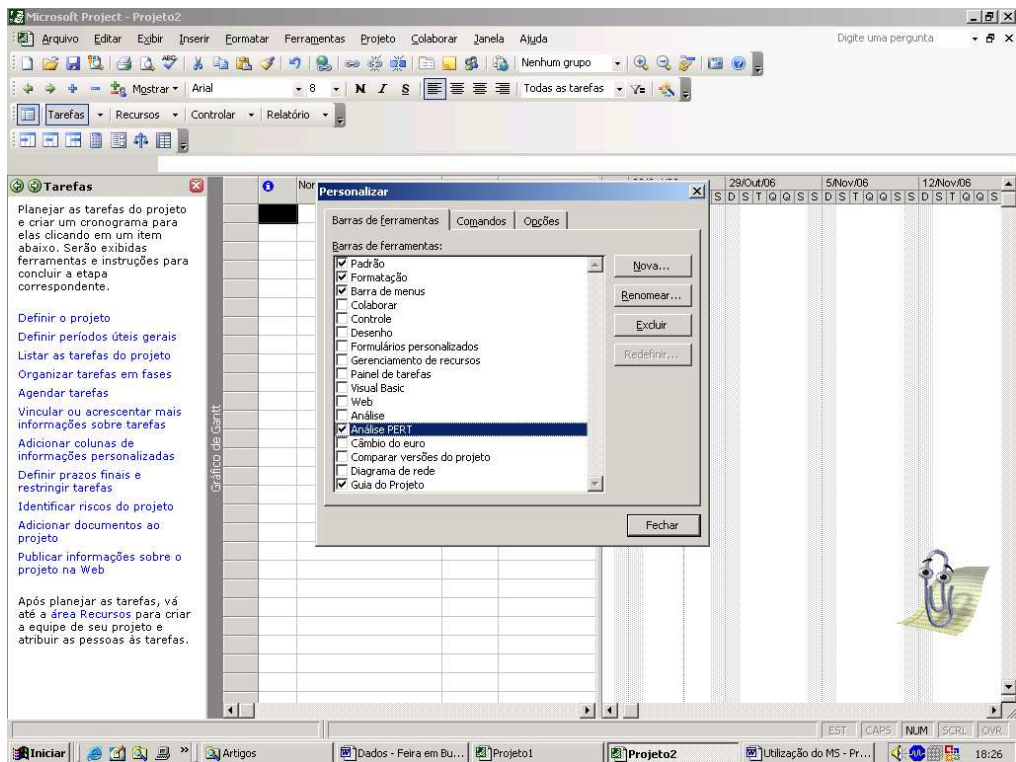 Microsoft Project - Projeto2
Arquivo Editar Exibir Inserir Formatar Ferramentas Projeto Colaborar Janela Ajuda Digite uma pergunta
Nenhum grupo
Mostrar Arial 8 N I S Todas as tarefas
Tarefas Recursos Controlar Relatório
Tarefas
Planejar as tarefas do projeto
e criar um cronograma para
elas clicando em um item
abaixo. Serão exibidas
ferramentas e instruções para
concluir a etapa
correspondente.
Definir o projeto
Definir períodos úteis gerais
Listar as tarefas do projeto
Organizar tarefas em fases
Agendar tarefas
Vincular ou acrescentar mais
informações sobre tarefas
Adicionar colunas de
informações personalizadas
Definir prazos finais e
restringir tarefas
Identificar riscos do projeto
Adicionar documentos ao
projeto
Publicar informações sobre o
projeto na Web
Após planejar as tarefas, vá
até a área Recursos para criar
a equipe de seu projeto e
atribuir as pessoas às tarefas.
Gráfico de Gantt
29/Out/06 5/Nov/06 12/Nov/06
S D S T Q Q S S D S T Q Q S S D S T Q Q S S D S T Q Q S
Personalizar
Barras de ferramentas Comandos Opções
Barras de ferramentas:
Padrão
Formatação
Barra de menus
Colaborar
Controle
Desenho
Formulários personalizados
Gerenciamento de recursos
Painel de tarefas
Visual Basic
Web
Análise
Análise PERT
Câmbio do euro
Comparar versões do projeto
Diagrama de rede
Guia do Projeto
Nova...
Renomear...
Excluir
Redefinir...
Fechar
EST CAPS NUM SCRL OVR
Iniciar Artigos Dados - Feira em Bu... Projeto1 Projeto2 Utilização do MS - Pr... 18:26